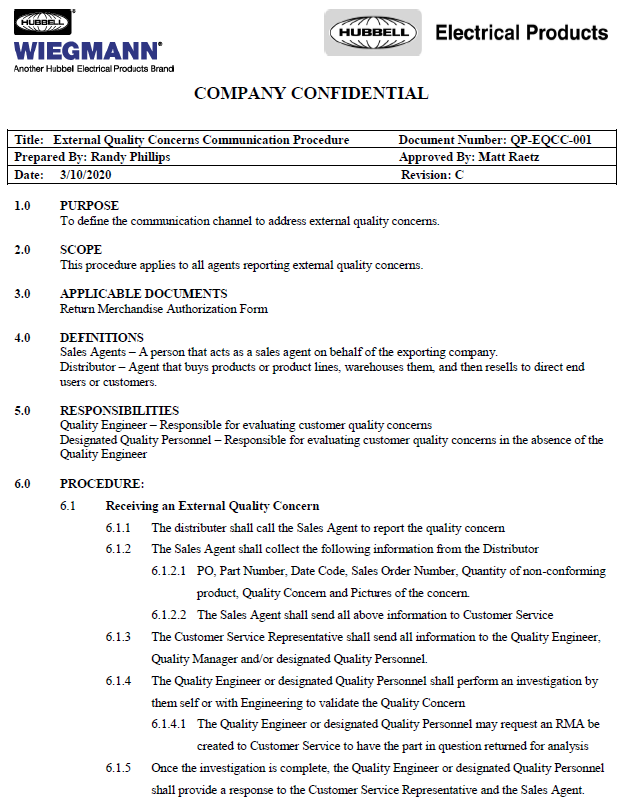 HUBBELL
WIEGMANN®
Another Hubbel Electrical Products Brand
HUBBELL
Electrical Products
COMPANY CONFIDENTIAL
Title: External Quality Concerns Communication Procedure Document Number: QP-EQCC-001
Prepared By: Randy Phillips Approved By: Matt Raetz
Date: 3/10/2020 Revision: C
1.0 PURPOSE
To define the communication channel to address external quality concerns.
2.0 SCOPE
This procedure applies to all agents reporting external quality concerns.
3.0 APPLICABLE DOCUMENTS
Return Merchandise Authorization Form
4.0 DEFINITIONS
Sales Agents – A person that acts as a sales agent on behalf of the exporting company.
Distributor – Agent that buys products or product lines, warehouses them, and then resells to direct end
users or customers.
5.0 RESPONSIBILITIES
Quality Engineer – Responsible for evaluating customer quality concerns
Designated Quality Personnel – Responsible for evaluating customer quality concerns in the absence of the
Quality Engineer
6.0 PROCEDURE:
6.1 Receiving an External Quality Concern
6.1.1 The distributer shall call the Sales Agent to report the quality concern
6.1.2 The Sales Agent shall collect the following information from the Distributor
6.1.2.1 PO, Part Number, Date Code, Sales Order Number, Quantity of non-conforming
product, Quality Concern and Pictures of the concern.
6.1.2.2 The Sales Agent shall send all above information to Customer Service
6.1.3 The Customer Service Representative shall send all information to the Quality Engineer,
Quality Manager and/or designated Quality Personnel.
6.1.4 The Quality Engineer or designated Quality Personnel shall perform an investigation by
them self or with Engineering to validate the Quality Concern
6.1.4.1 The Quality Engineer or designated Quality Personnel may request an RMA be
created to Customer Service to have the part in question returned for analysis
6.1.5 Once the investigation is complete, the Quality Engineer or designated Quality Personnel
shall provide a response to the Customer Service Representative and the Sales Agent.